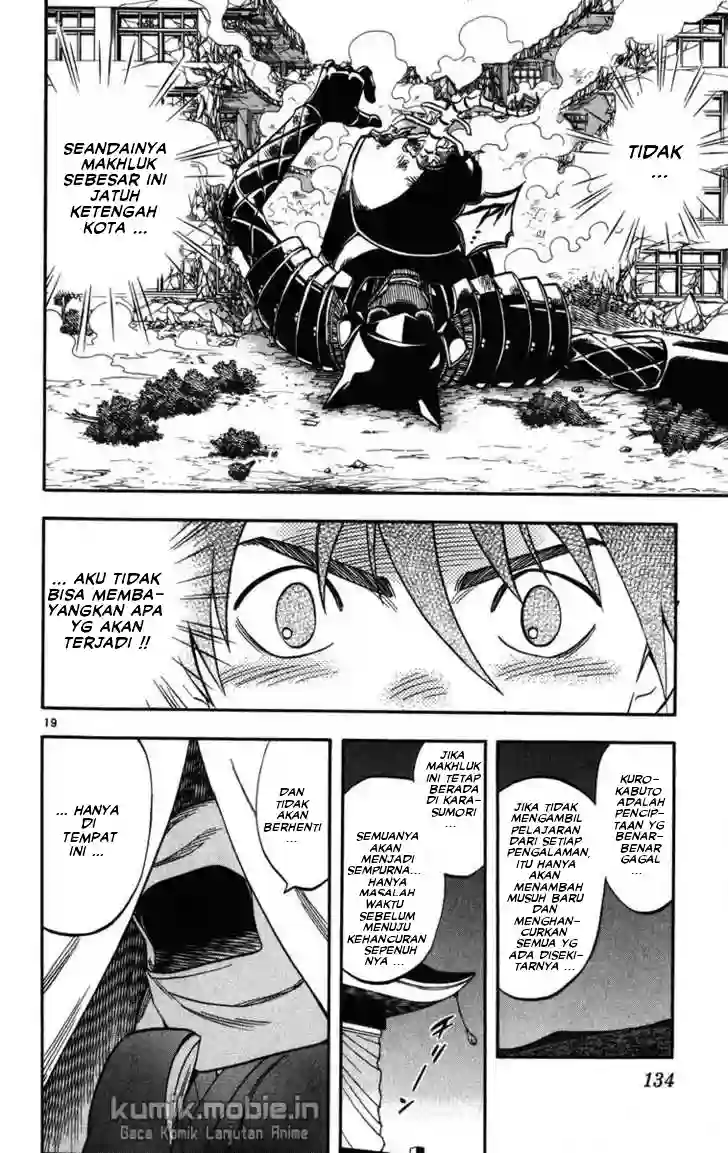 TIDAK
...
SEANDAINYA
MAKHLUK
SEBESAR INI
JATUH
KETENGAH
KOTA ...
... AKU TIDAK
BISA MEMBA-
YANGKAN APA
YG AKAN
TERJADI !!
19
KURO-
KABUTO
ADALAH
PENCIP-
TAAN YG
BENAR-
BENAR
GAGAL
...
JIKA TIDAK
MENGAMBIL
PELAJARAN
DARI SETIAP
PENGALAMAN,
ITU HANYA
AKAN
MENAMBAH
MUSUH BARU
DAN
MENGHAN-
CURKAN
SEMUA YG
ADA DISEKI-
TARNYA ...
JIKA
MAKHLUK
INI TETAP
BERADA
DI KARA-
SUMORI
...
SEMUANYA
AKAN
MENJADI
SEMPURNA...
HANYA
MASALAH
WAKTU
SEBELUM
MENUJU
KEHANCURAN
SEPENUH
NYA ...
DAN
TIDAK
AKAN
BERHENTI
...
... HANYA
DI
TEMPAT
INI ...
134
kumik.mobie.in
Baca Komik Lanjutan Anime